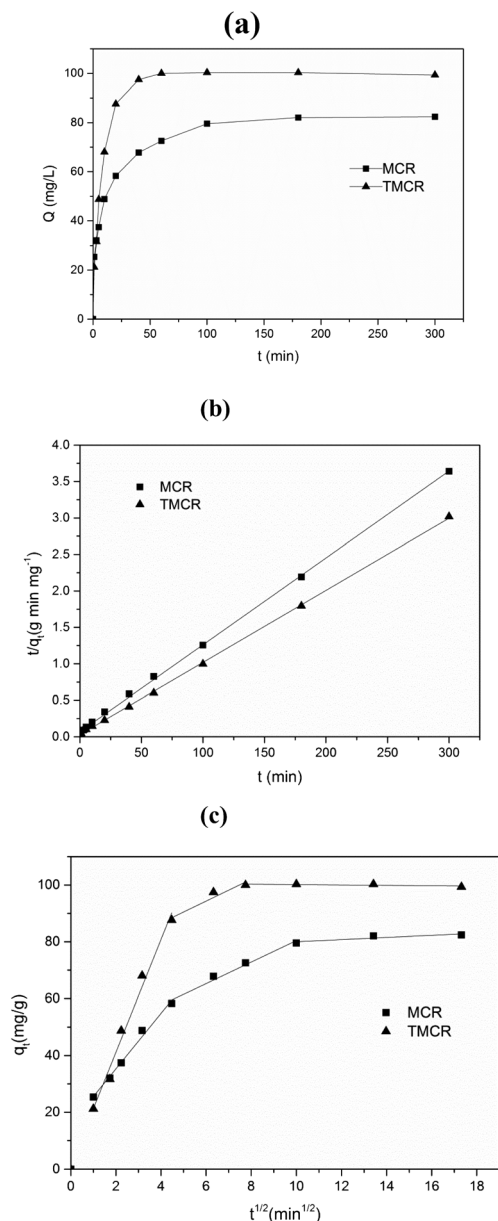 (a)
Q (mg/L)
100
80
60
40
20
0
MCR
TMCR
0 50 100 150 200 250 300
t (min)
(b)
t/qt(g min mg-1)
4.0
3.5
3.0
2.5
2.0
1.5
1.0
0.5
0.0
MCR
TMCR
0 50 100 150 200 250 300
t (min)
(c)
qt(mg/g)
100
80
60
40
20
0
MCR
TMCR
0 2 4 6 8 10 12 14 16 18
t1/2(min1/2)